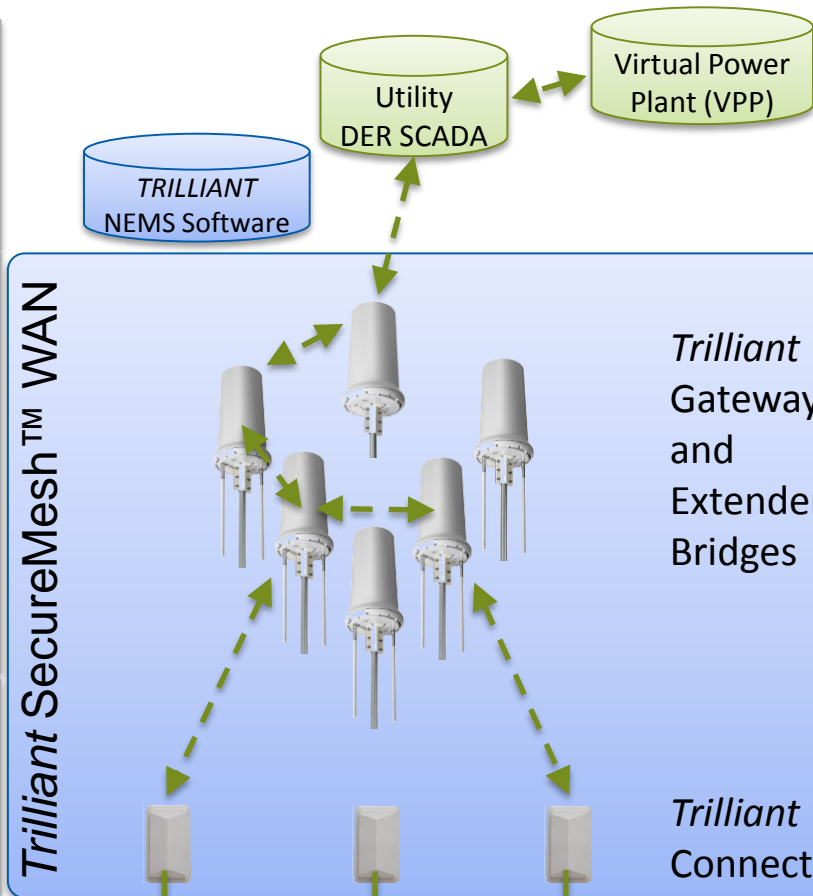 Virtual Power
Plant (VPP)
Utility
DER SCADA
TRILLIANT
NEMS Software
Trilliant SecureMesh™ WAN
Trilliant
Gateway
and
Extender
Bridges
Trilliant
Connect